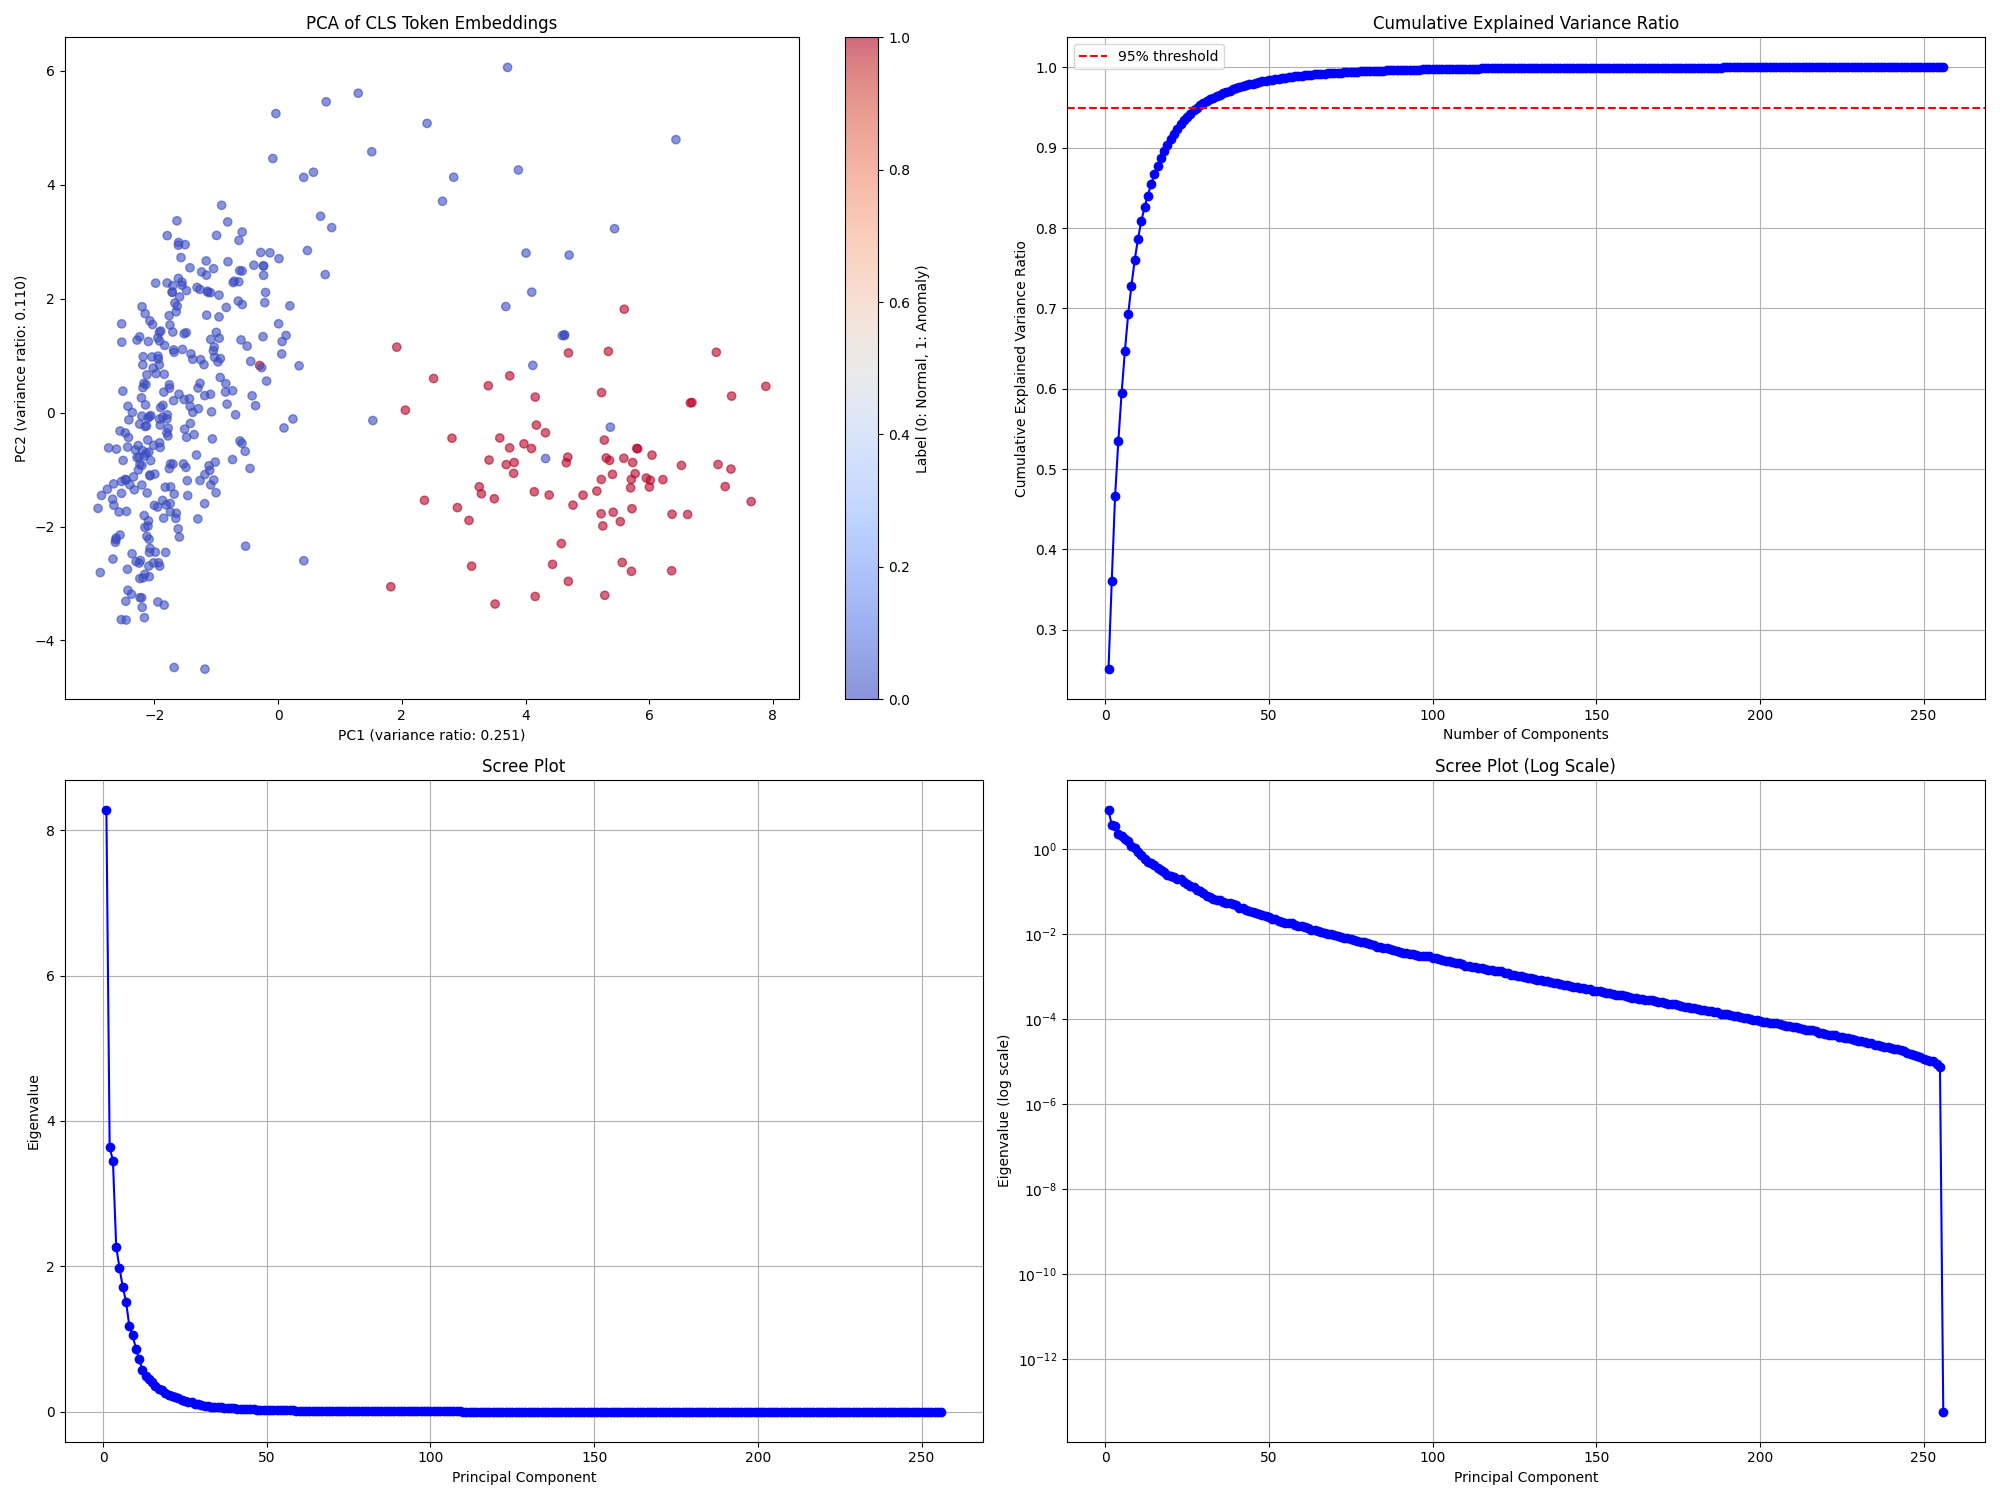 PCA of CLS Token Embeddings
6
4
2
0
−2
−4
PC2 (variance ratio: 0.110)
−2 0 2 4 6 8
PC1 (variance ratio: 0.251)
1.0
0.8
0.6
0.4
0.2
0.0
Label (0: Normal, 1: Anomaly)
Cumulative Explained Variance Ratio
95% threshold
1.0
0.9
0.8
0.7
0.6
0.5
0.4
0.3
Cumulative Explained Variance Ratio
0 50 100 150 200 250
Number of Components
Scree Plot
8
6
4
2
0
Eigenvalue
0 50 100 150 200 250
Principal Component
Scree Plot (Log Scale)
10⁰
10⁻²
10⁻⁴
10⁻⁶
10⁻⁸
10⁻¹⁰
10⁻¹²
Eigenvalue (log scale)
0 50 100 150 200 250
Principal Component